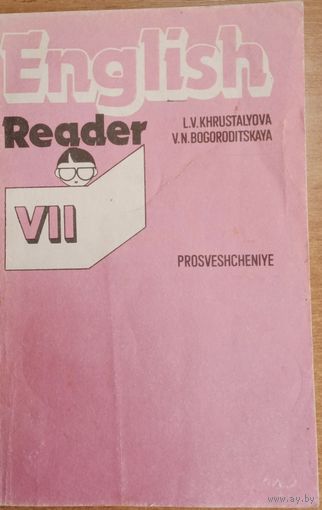 English
Reader
L.V. KHRUSTALYOVA
V.N. BOGORODITSKAYA
VII
PROSVESHCHENIYE
www.ay.by